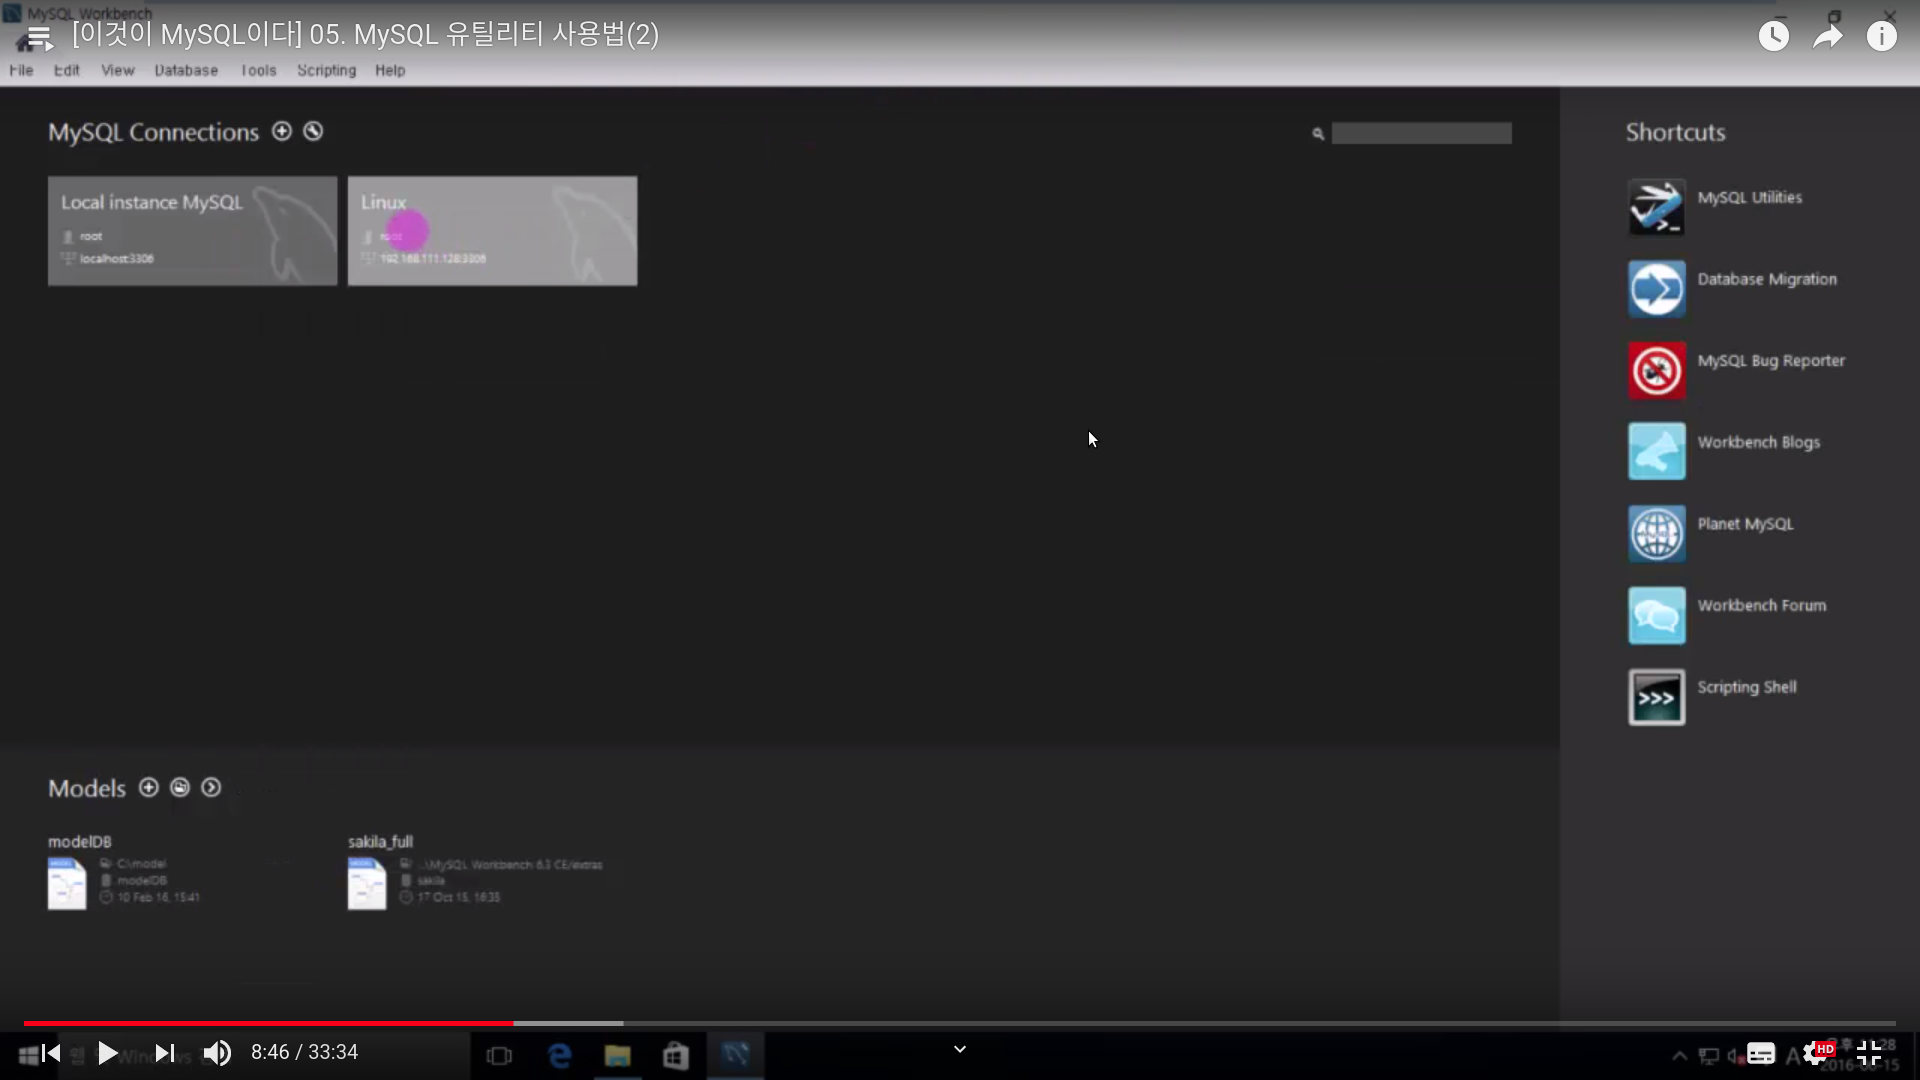 MySQL Workbench
[이것이 MySQL이다] 05. MySQL 유틸리티 사용법(2)
File Edit View Database Tools Scripting Help
MySQL Connections
Shortcuts
Local instance MySQL
root
localhost:3306
Linux
root
192.168.111.128:3306
MySQL Utilities
Database Migration
MySQL Bug Reporter
Workbench Blogs
Planet MySQL
Workbench Forum
Scripting Shell
Models
modelDB
C:\model
modelDB
10 Feb 16, 15:41
sakila_full
...\MySQL Workbench 6.3 CE/extras
sakila
17 Oct 15, 18:35
8:46 / 33:34
HD